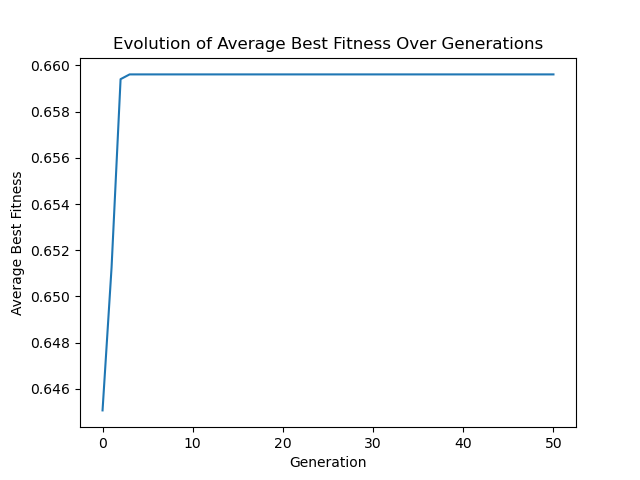 Evolution of Average Best Fitness Over Generations
0.660
0.658
0.656
0.654
0.652
0.650
0.648
0.646
Average Best Fitness
0 10 20 30 40 50
Generation